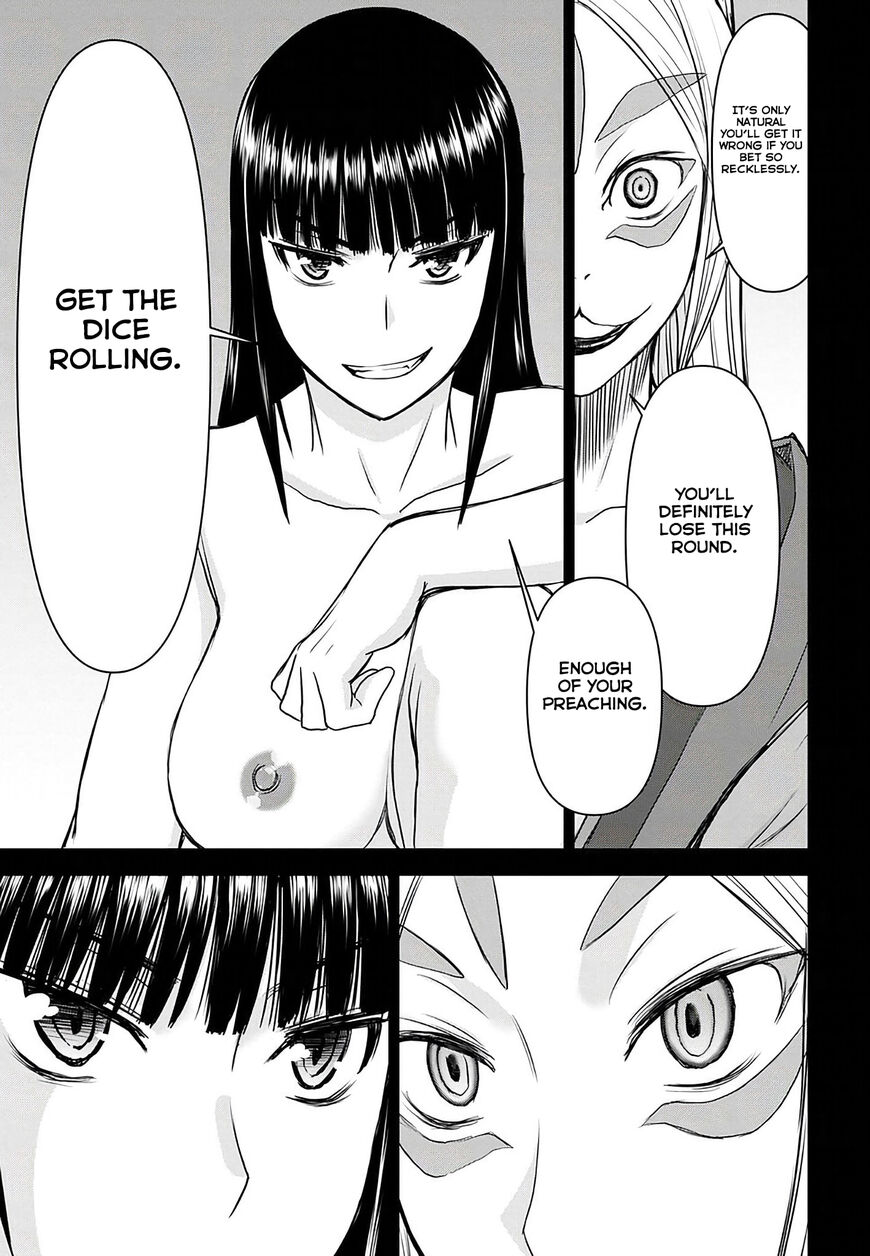 IT'S ONLY
NATURAL
YOU'LL GET IT
WRONG IF YOU
BET SO
RECKLESSLY.
YOU'LL
DEFINITELY
LOSE THIS
ROUND.
ENOUGH
OF YOUR
PREACHING.
GET THE
DICE
ROLLING.